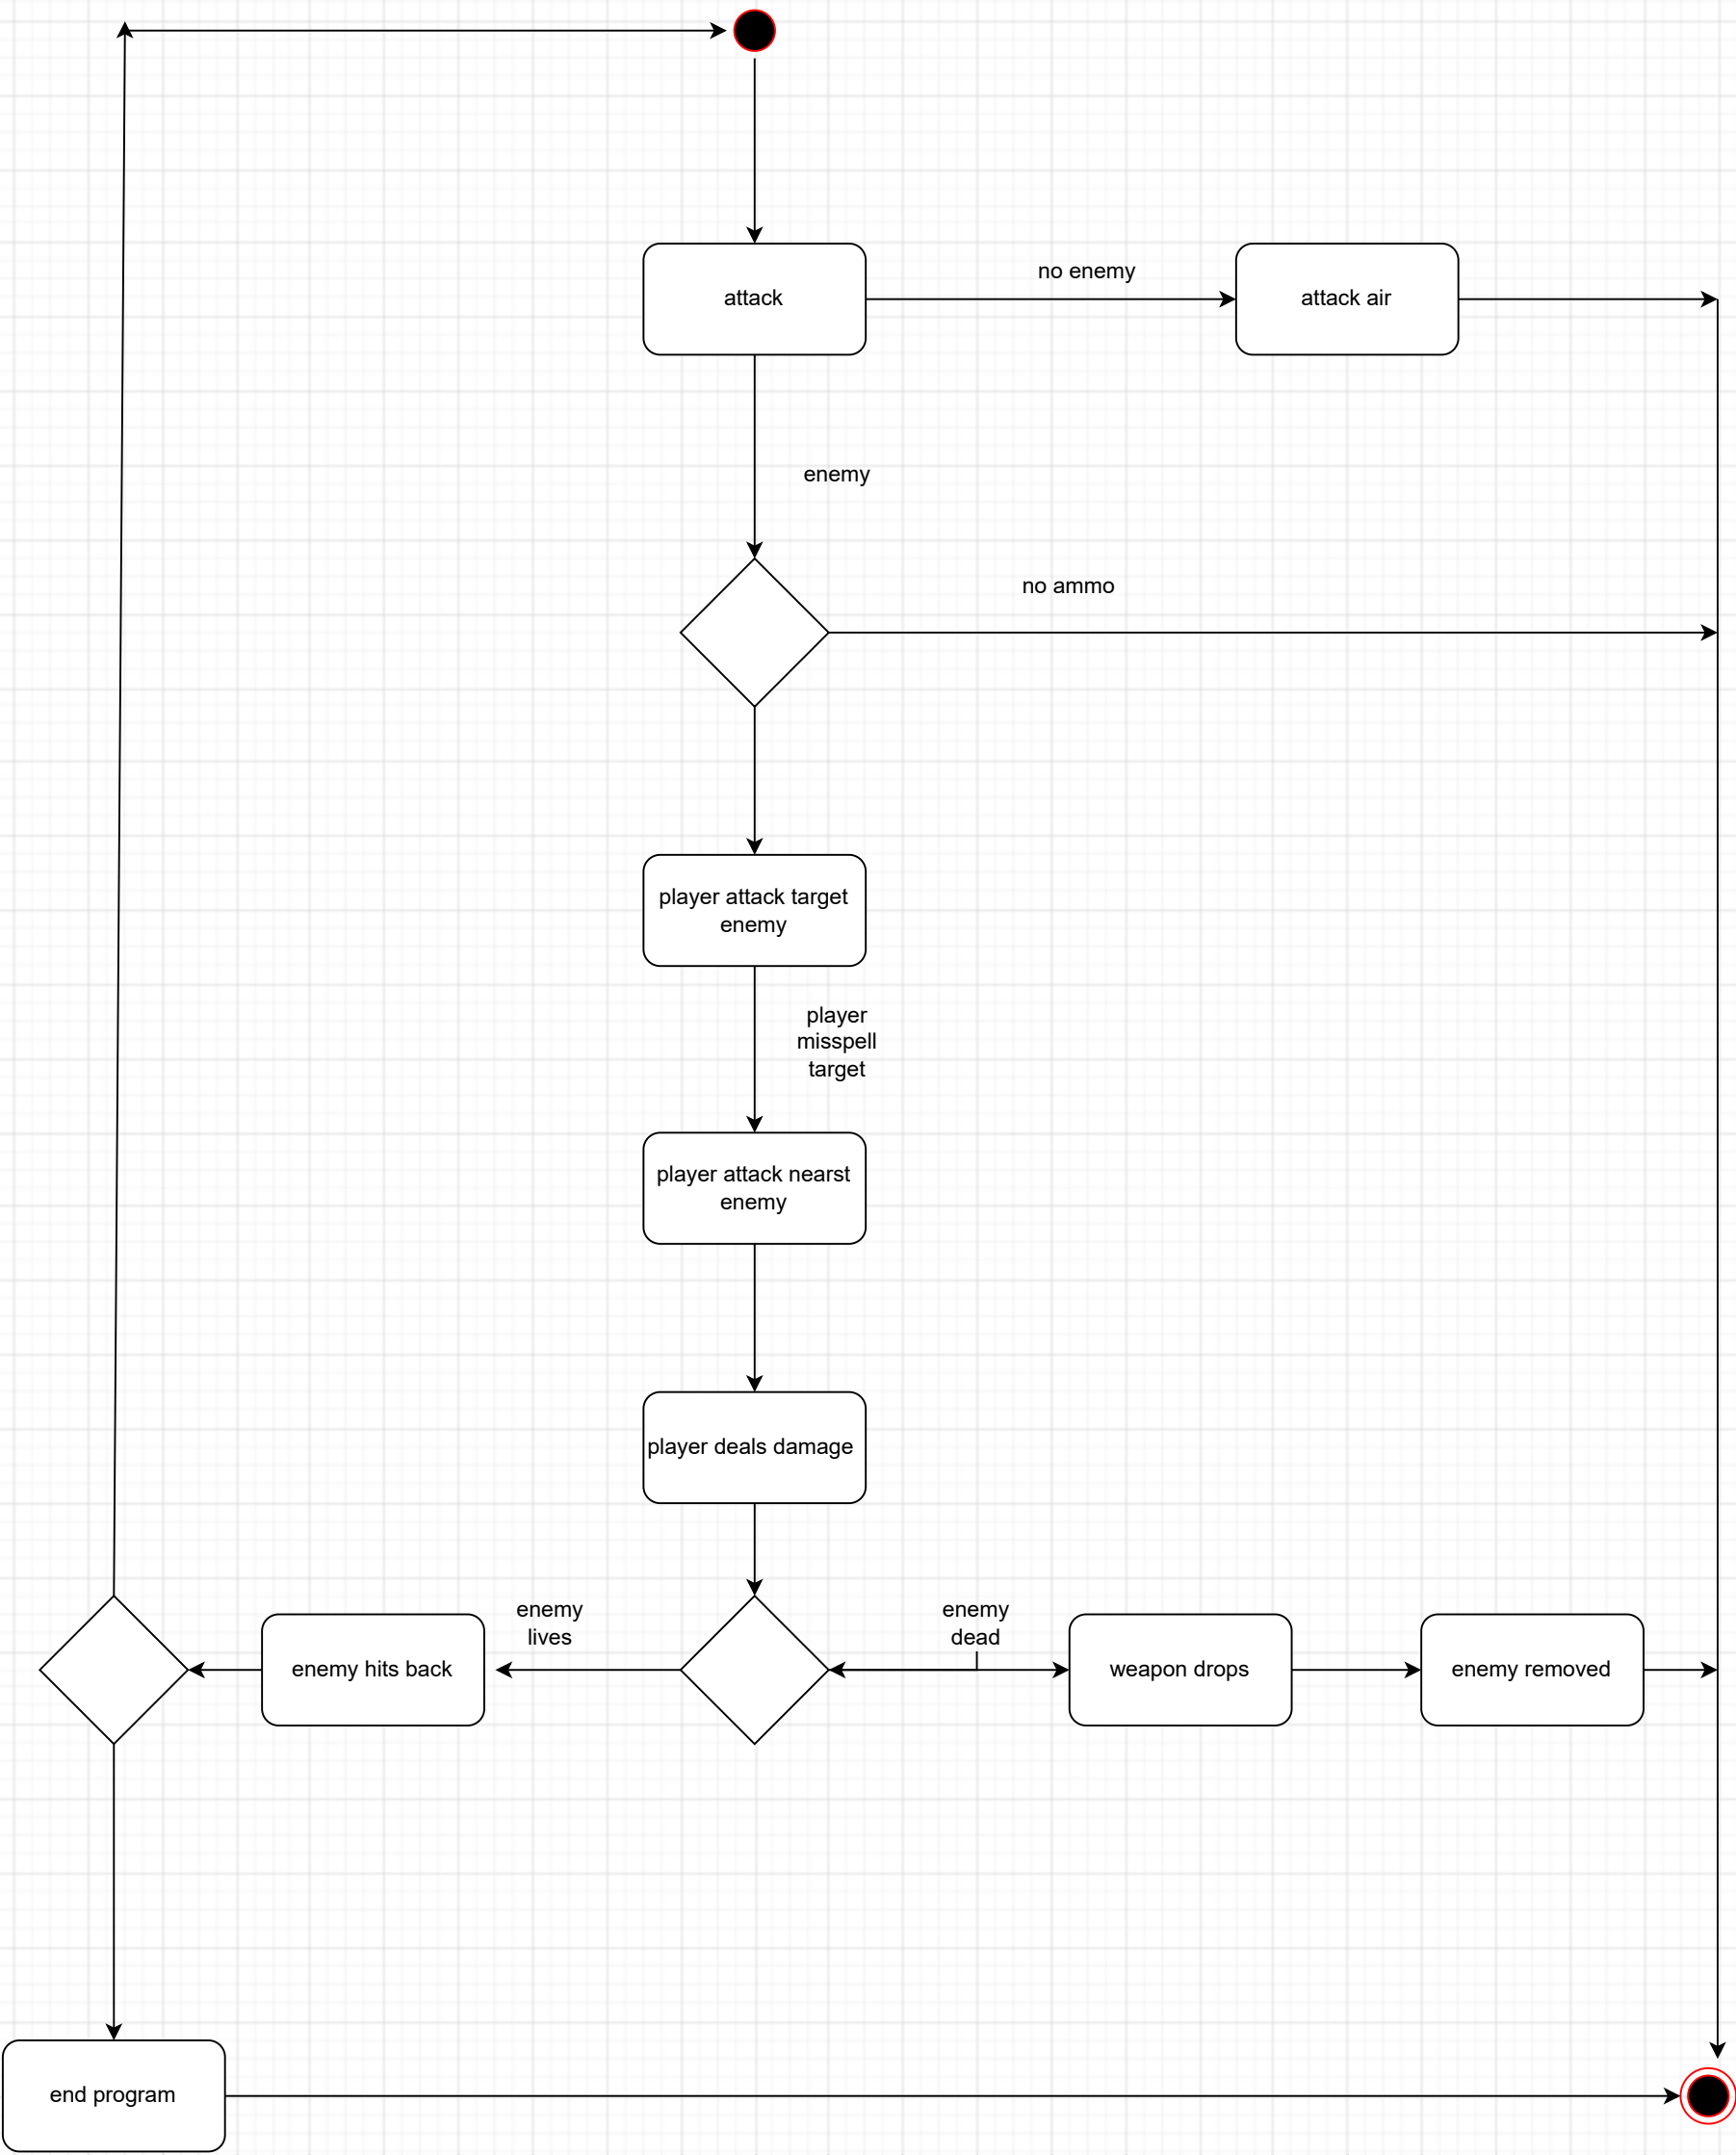 attack
no enemy
attack air
enemy
no ammo
player attack target
enemy
player
misspell
target
player attack nearst
enemy
player deals damage
enemy
lives
enemy
dead
enemy hits back
weapon drops
enemy removed
end program